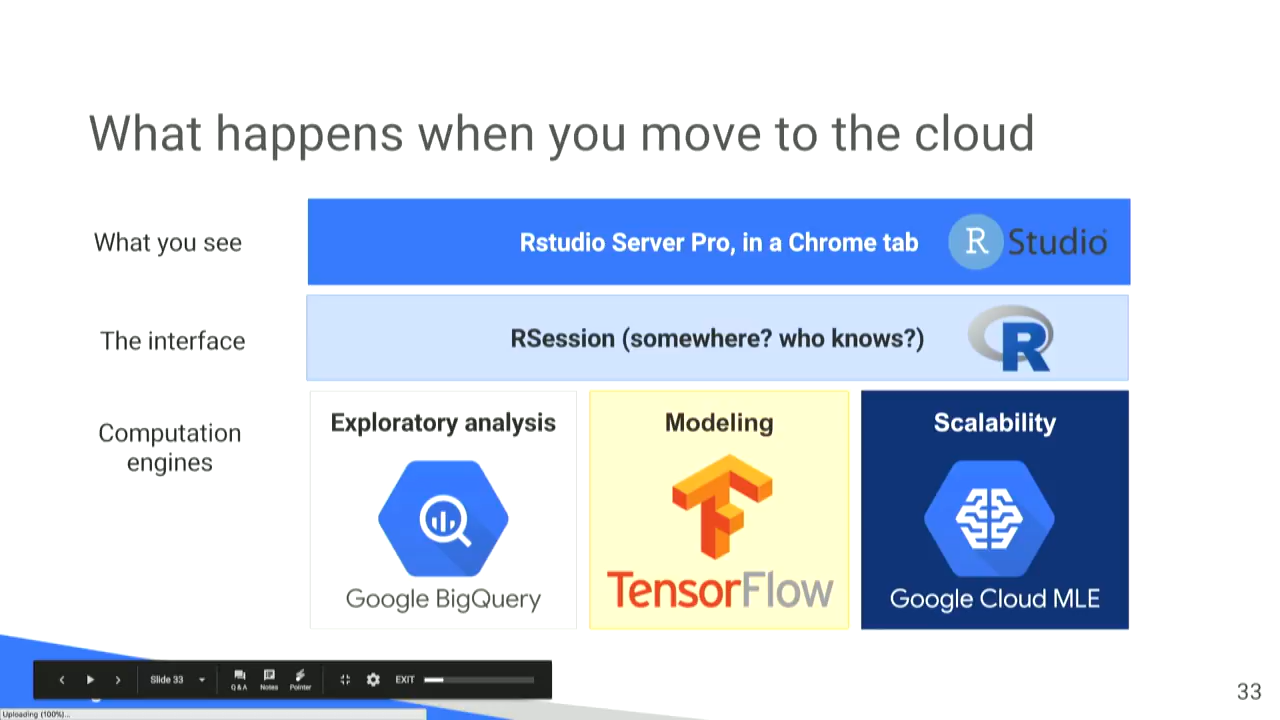 What happens when you move to the cloud
What you see
Rstudio Server Pro, in a Chrome tab
R Studio
The interface
RSession (somewhere? who knows?)
R
Computation
engines
Exploratory analysis
Google BigQuery
Modeling
TensorFlow
Scalability
Google Cloud MLE
Slide 33
Q&A
Notes
Pointer
EXIT
33
Uploading (100%)...